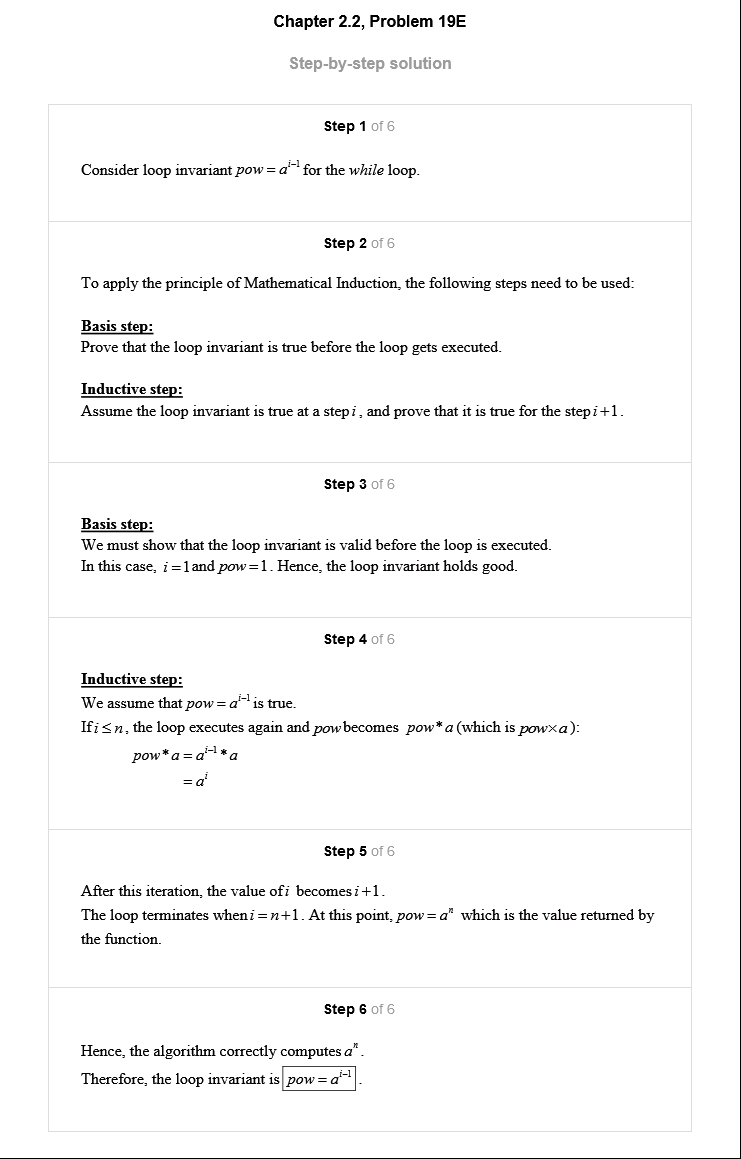 Chapter 2.2, Problem 19E
Step-by-step solution
Step 1 of 6
Consider loop invariant pow = a^{i−1} for the while loop.
Step 2 of 6
To apply the principle of Mathematical Induction, the following steps need to be used:
Basis step:
Prove that the loop invariant is true before the loop gets executed.
Inductive step:
Assume the loop invariant is true at a step i, and prove that it is true for the step i+1.
Step 3 of 6
Basis step:
We must show that the loop invariant is valid before the loop is executed.
In this case, i=1 and pow=1. Hence, the loop invariant holds good.
Step 4 of 6
Inductive step:
We assume that pow = a^{i−1} is true.
If i ≤ n, the loop executes again and pow becomes pow*a (which is pow×a):
pow*a = a^{i−1}*a
= a^i
Step 5 of 6
After this iteration, the value of i becomes i+1.
The loop terminates when i=n+1. At this point, pow = a^n which is the value returned by
the function.
Step 6 of 6
Hence, the algorithm correctly computes a^n.
Therefore, the loop invariant is pow = a^{i−1}.